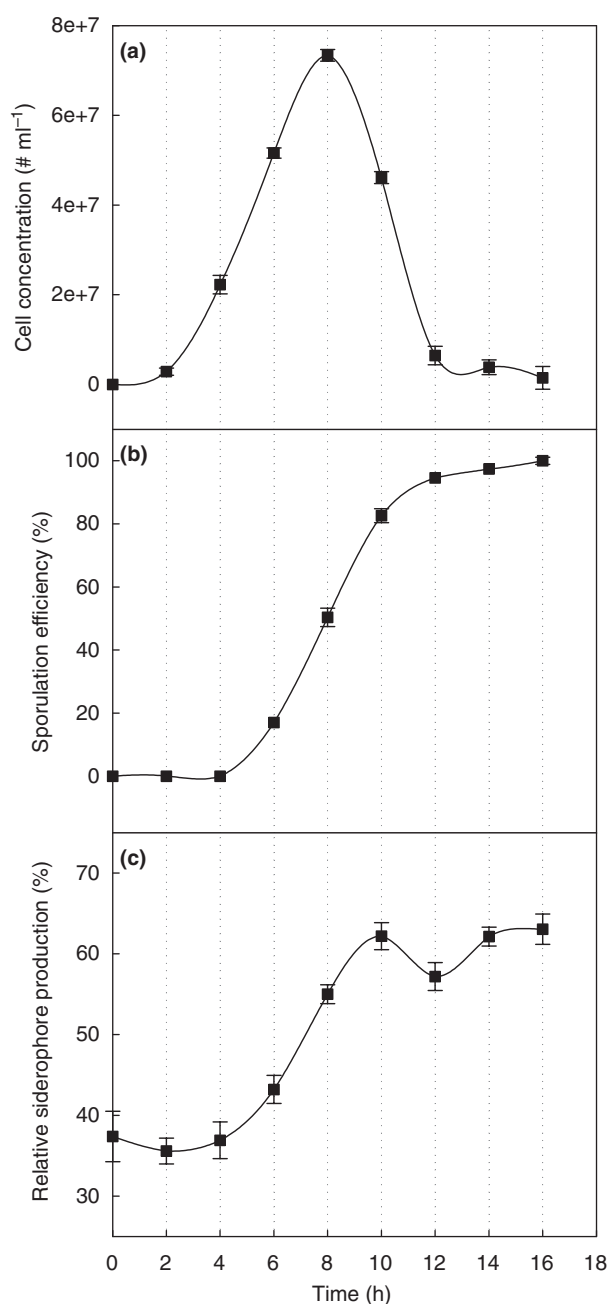 (a)
8e+7
6e+7
4e+7
2e+7
0
Cell concentration (# ml⁻¹)
(b)
100
80
60
40
20
0
Sporulation efficiency (%)
(c)
70
60
50
40
30
Relative siderophore production (%)
0 2 4 6 8 10 12 14 16 18
Time (h)